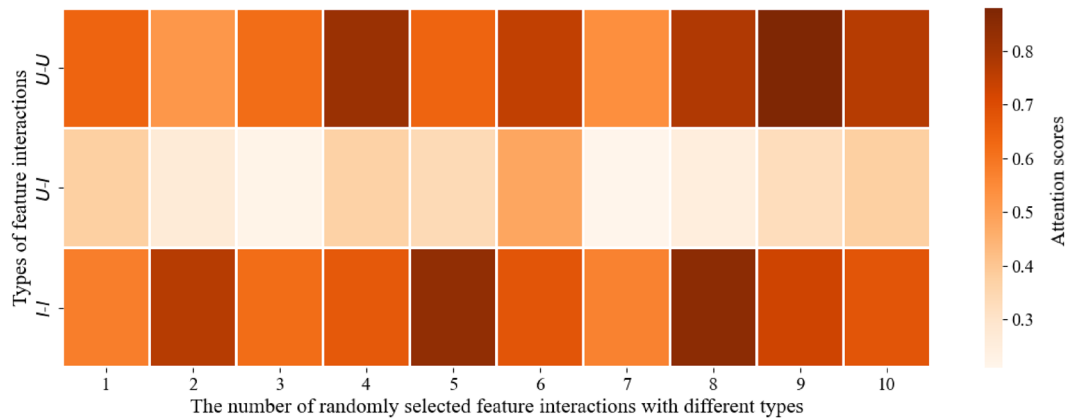 Types of feature interactions
U-U
U-I
I-I
1 2 3 4 5 6 7 8 9 10
The number of randomly selected feature interactions with different types
0.8
0.7
0.6
0.5
0.4
0.3
Attention scores